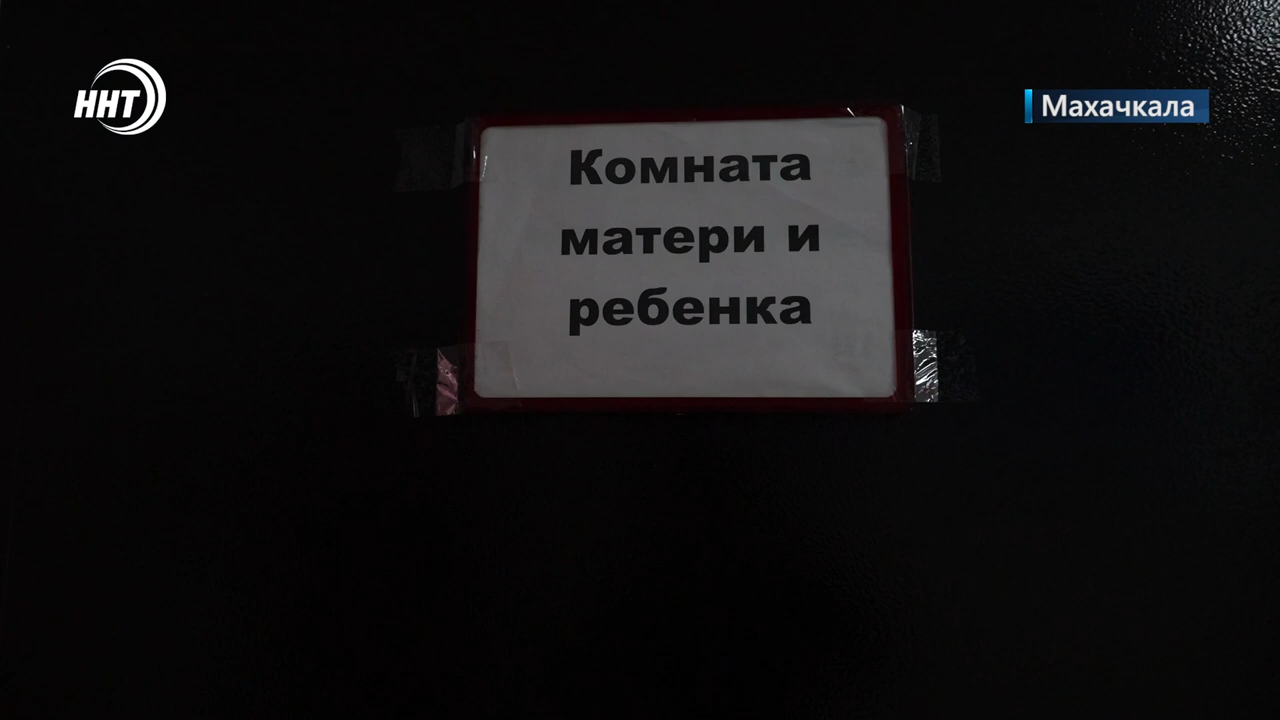 ННТ
Махачкала
Комната
матери и
ребенка